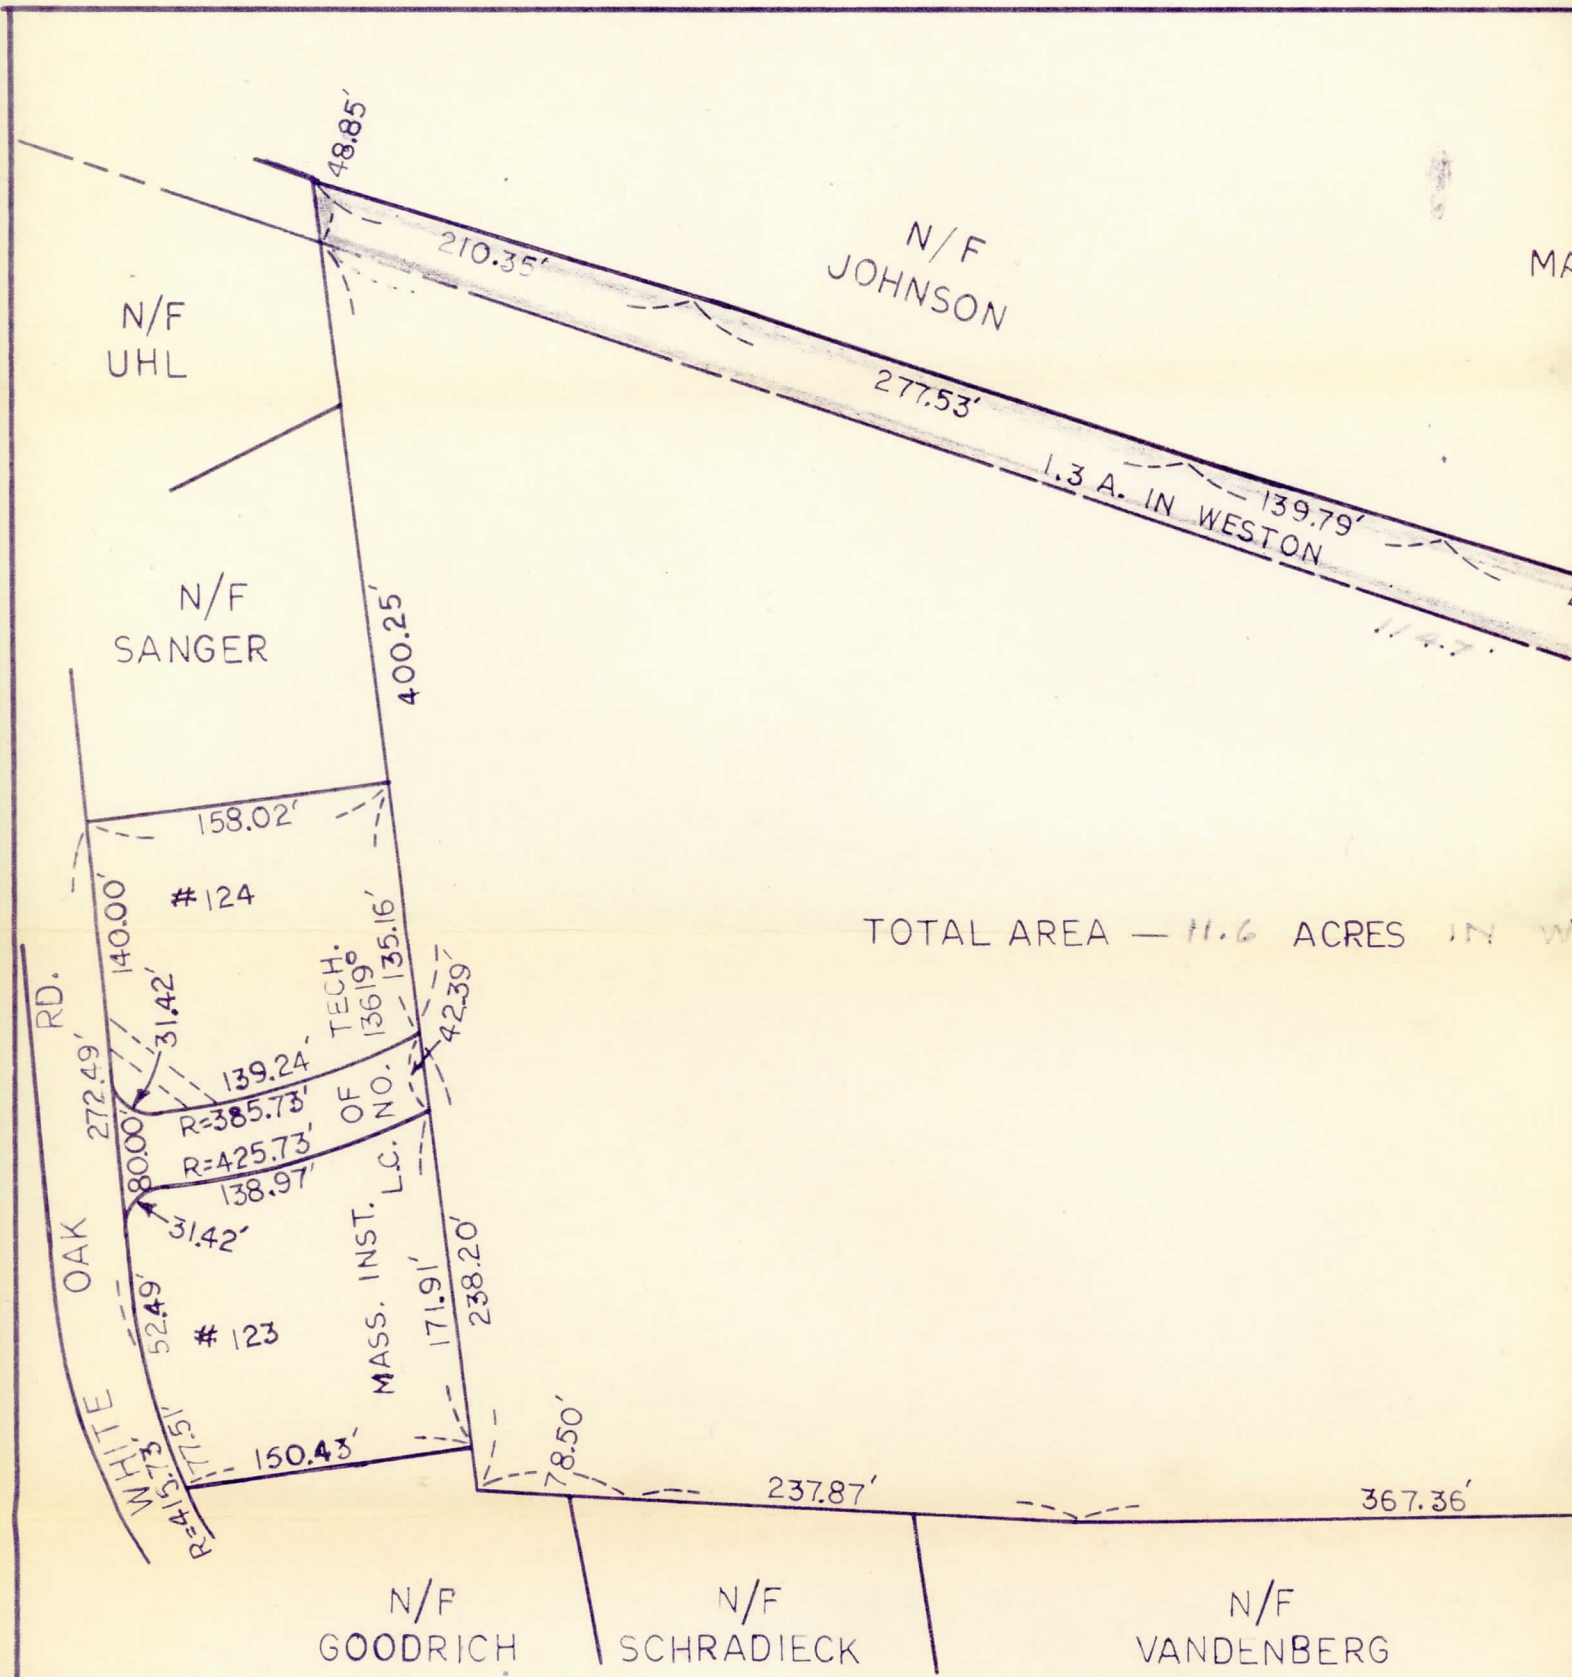 48.85′
210.35′
N/F
JOHNSON
MA
N/F
UHL
277.53′
1.3 A. IN WESTON
139.79′
114.7
N/F
SANGER
400.25′
158.02′
# 124
140.00′
31.42′
135.16′
TOTAL AREA — 11.6 ACRES IN W
272.49′
139.24′
R=385.73′
42.39′
80.00′
R=425.73′
138.97′
31.42′
MASS. INST. OF TECH.
L.C. NO. 13619°
52.49′
# 123
171.91′
238.20′
WHITE OAK RD.
77.51′
R=415.73′
150.43′
78.50′
237.87′
367.36′
N/F
GOODRICH
N/F
SCHRADIECK
N/F
VANDENBERG